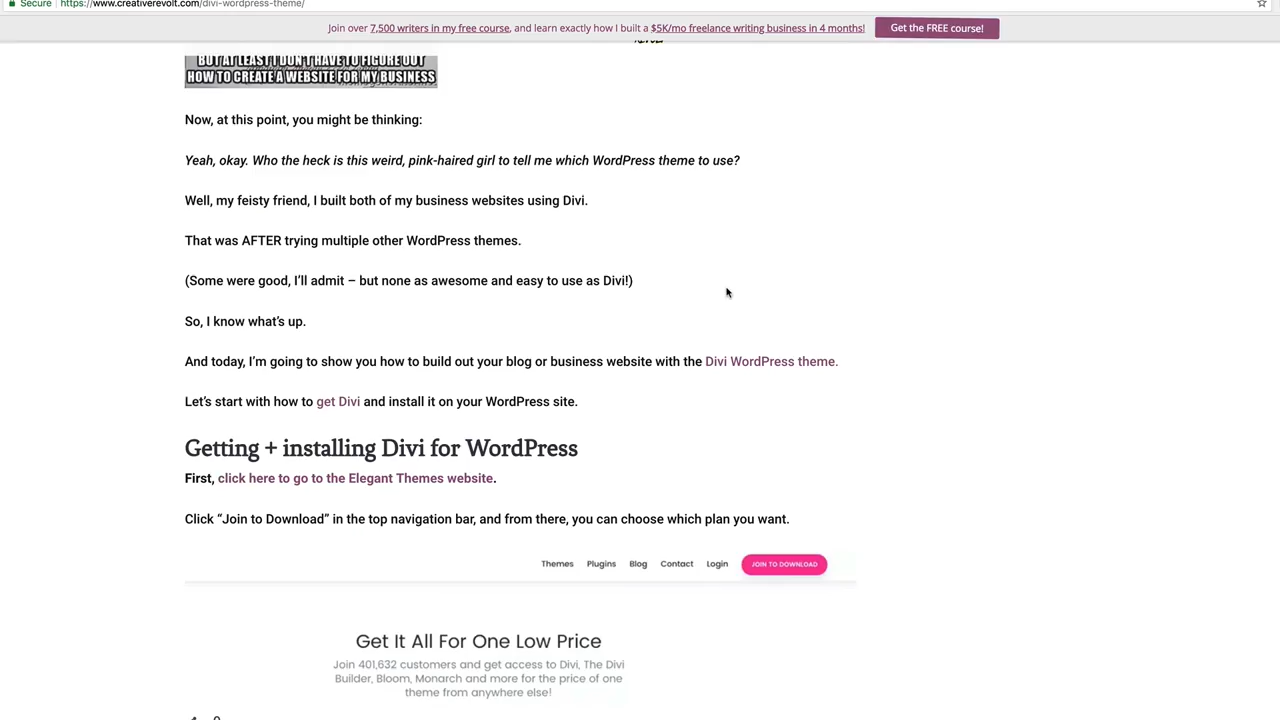 Secure https://www.creativerevolt.com/divi-wordpress-theme/
Join over 7,500 writers in my free course, and learn exactly how I built a $5K/mo freelance writing business in 4 months! Get the FREE course!
BUT AT LEAST I DON'T HAVE TO FIGURE OUT
HOW TO CREATE A WEBSITE FOR MY BUSINESS
Now, at this point, you might be thinking:
Yeah, okay. Who the heck is this weird, pink-haired girl to tell me which WordPress theme to use?
Well, my feisty friend, I built both of my business websites using Divi.
That was AFTER trying multiple other WordPress themes.
(Some were good, I'll admit – but none as awesome and easy to use as Divi!)
So, I know what's up.
And today, I'm going to show you how to build out your blog or business website with the Divi WordPress theme.
Let's start with how to get Divi and install it on your WordPress site.
Getting + installing Divi for WordPress
First, click here to go to the Elegant Themes website.
Click “Join to Download” in the top navigation bar, and from there, you can choose which plan you want.
Themes Plugins Blog Contact Login JOIN TO DOWNLOAD
Get It All For One Low Price
Join 401,632 customers and get access to Divi, The Divi
Builder, Bloom, Monarch and more for the price of one
theme from anywhere else!